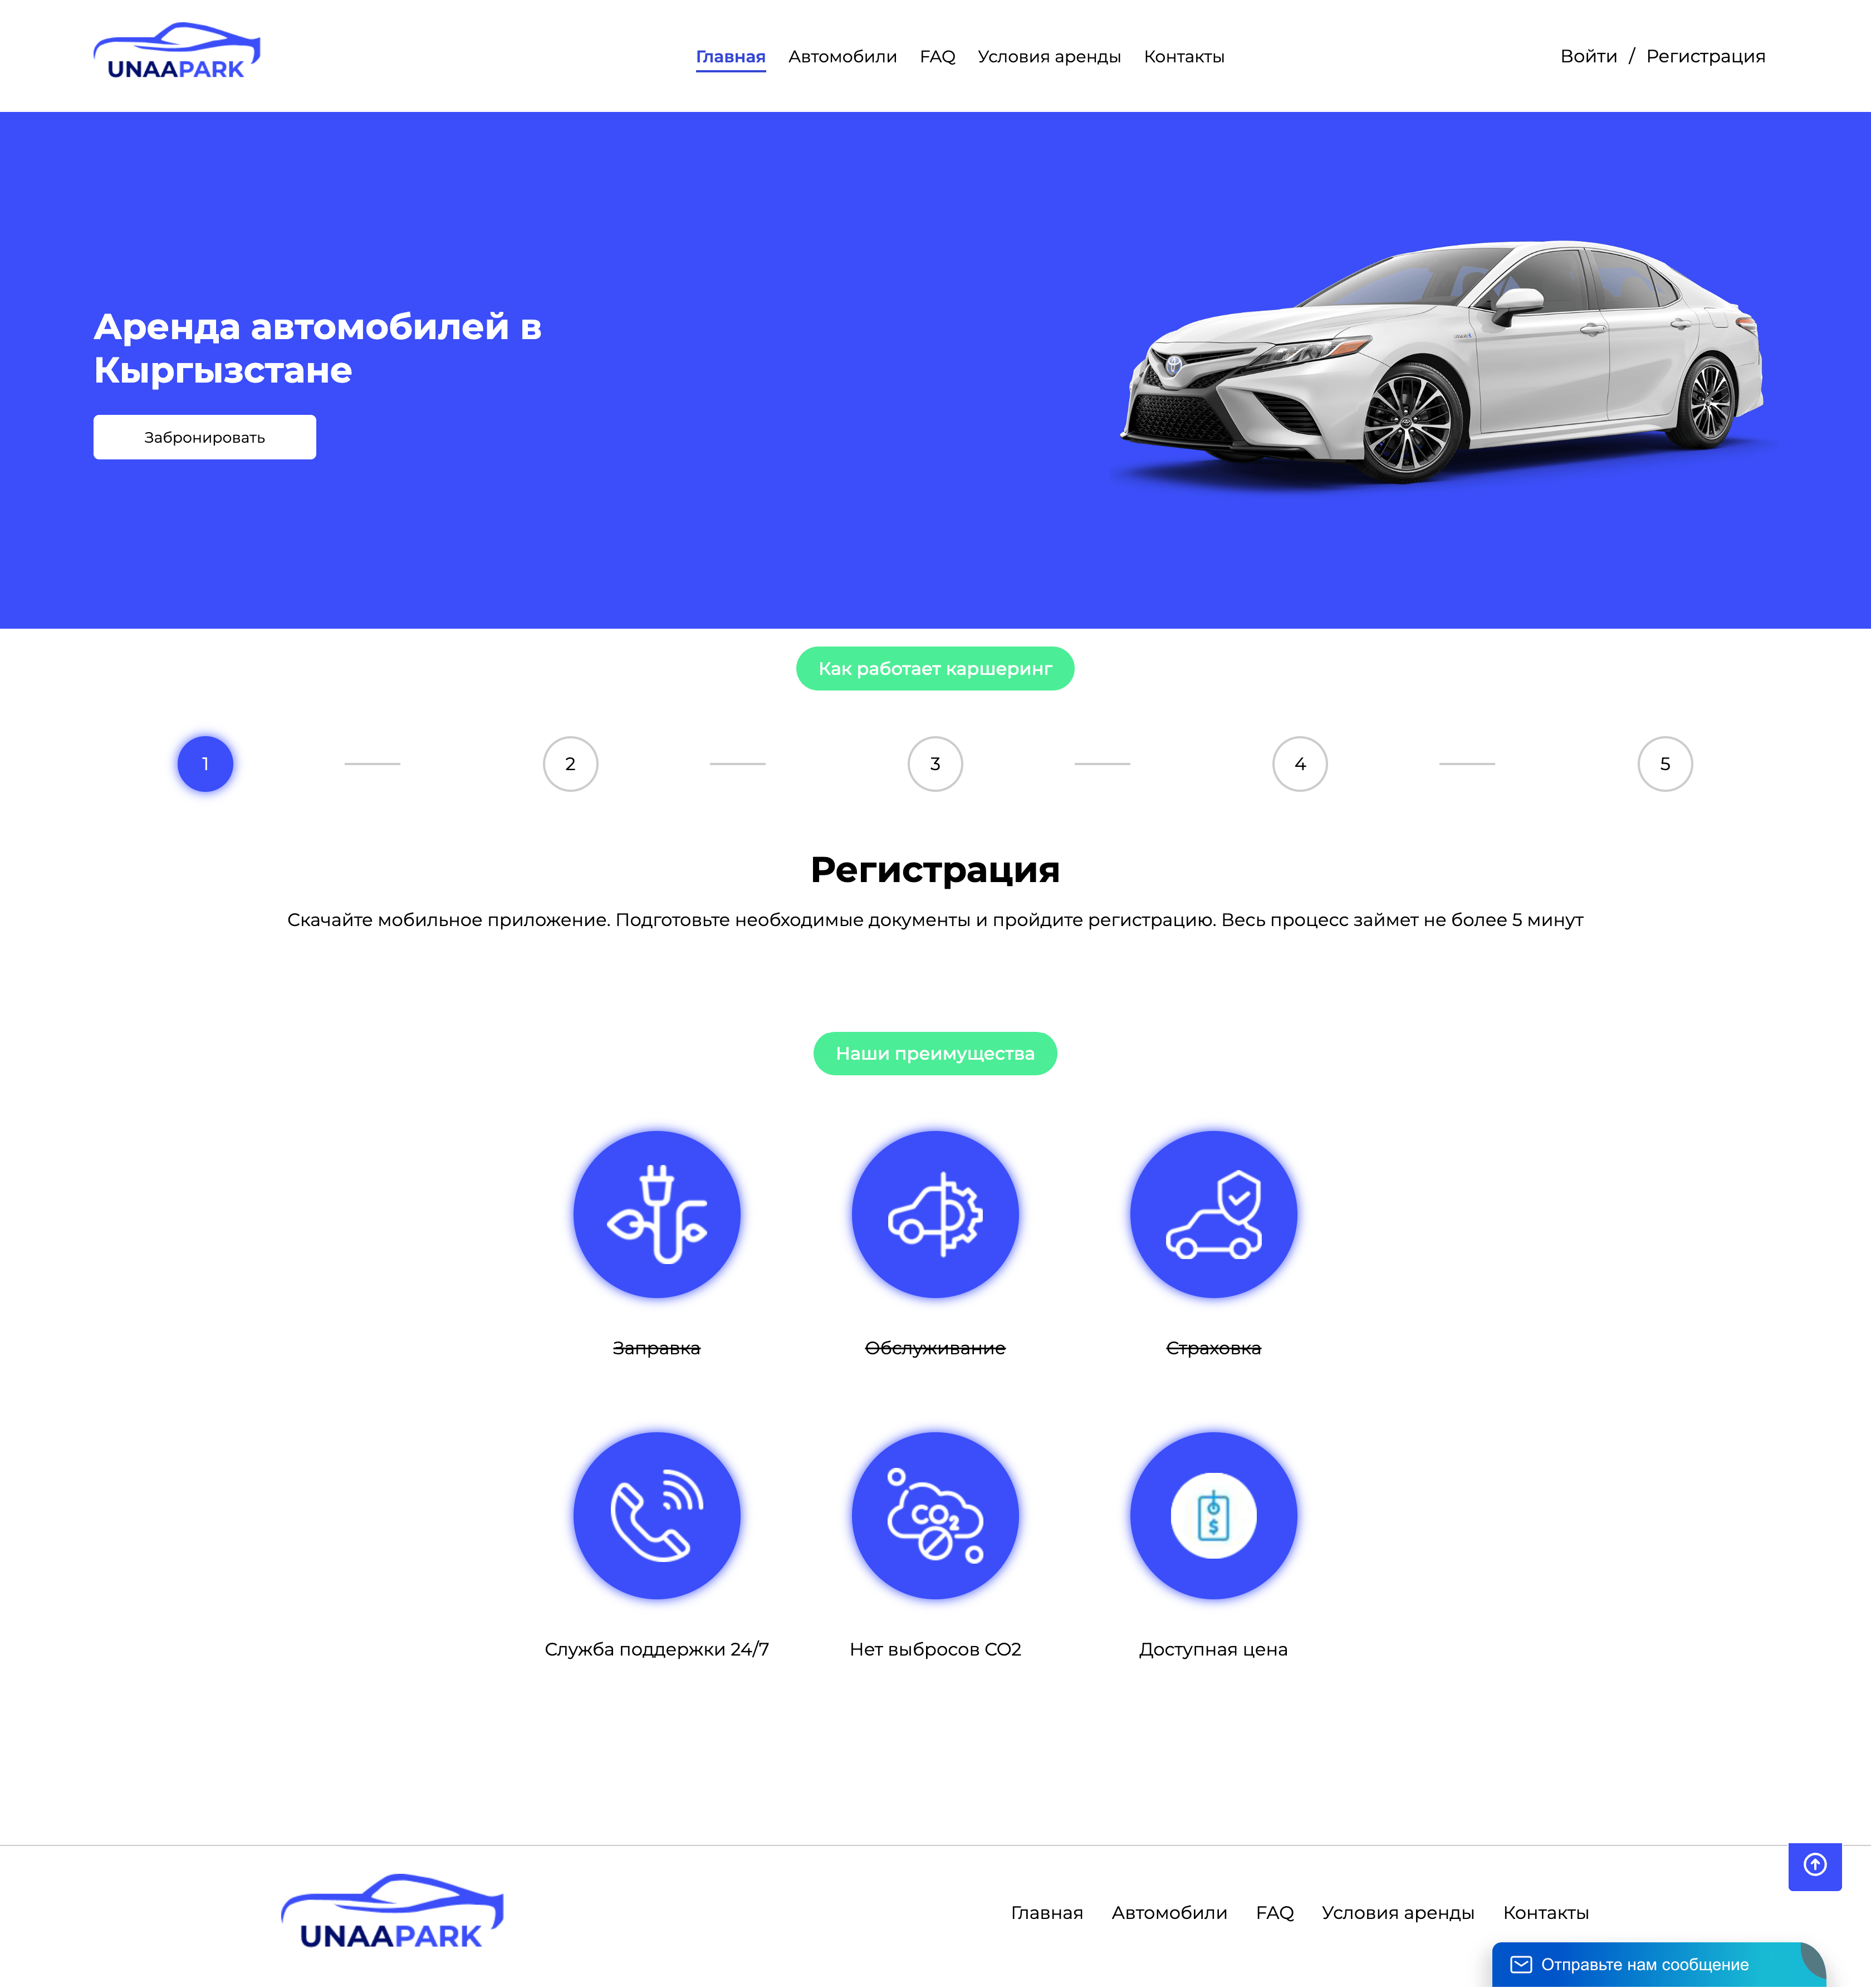 UNAAPARK
Главная Автомобили FAQ Условия аренды Контакты
Войти / Регистрация
Аренда автомобилей в
Кыргызстане
Забронировать
Как работает каршеринг
1 2 3 4 5
Регистрация
Скачайте мобильное приложение. Подготовьте необходимые документы и пройдите регистрацию. Весь процесс займет не более 5 минут
Наши преимущества
Заправка Обслуживание Страховка
CO2
$
Служба поддержки 24/7 Нет выбросов CO2 Доступная цена
UNAAPARK
Главная Автомобили FAQ Условия аренды Контакты
Отправьте нам сообщение